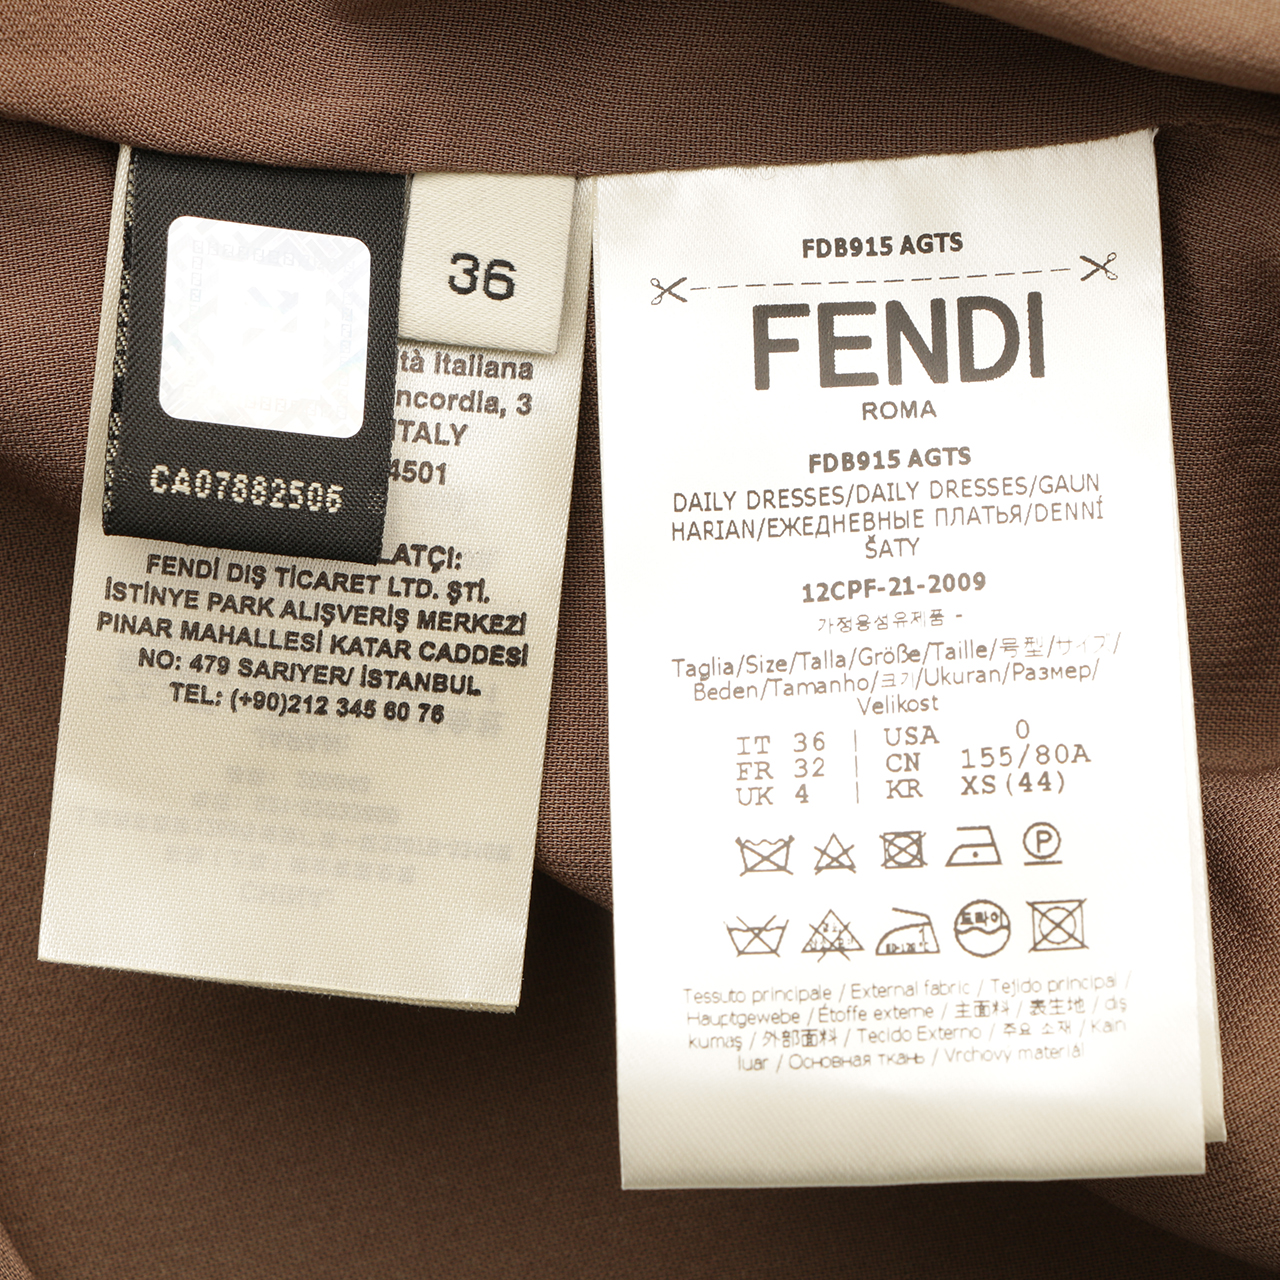 36
tà Italiana
ncordia, 3
ITALY
4501
CA07882505
LATÇI:
FENDİ DIŞ TİCARET LTD. ŞTİ.
İSTİNYE PARK ALIŞVERİŞ MERKEZİ
PINAR MAHALLESİ KATAR CADDESİ
NO: 479 SARIYER/ İSTANBUL
TEL: (+90)212 345 60 76
FDB915 AGTS
FENDI
ROMA
FDB915 AGTS
DAILY DRESSES/DAILY DRESSES/GAUN
HARIAN/ЕЖЕДНЕВНЫЕ ПЛАТЬЯ/DENNÍ
ŠATY
12CPF-21-2009
가정용섬유제품 -
Taglia/Size/Talla/Größe/Taille/号型/サイズ/
Beden/Tamanho/크기/Ukuran/Размер/
Velikost
IT 36 | USA 0
FR 32 | CN 155/80A
UK 4 | KR XS(44)
P
드라이
Tessuto principale / External fabric / Tejido principal /
Hauptgewebe / Étoffe externe / 主面料 / 表生地 / dış
kumaş / 外部面料 / Tecido Externo / 주요 소재 / Kain
luar / Основная ткань / Vrchový materiál